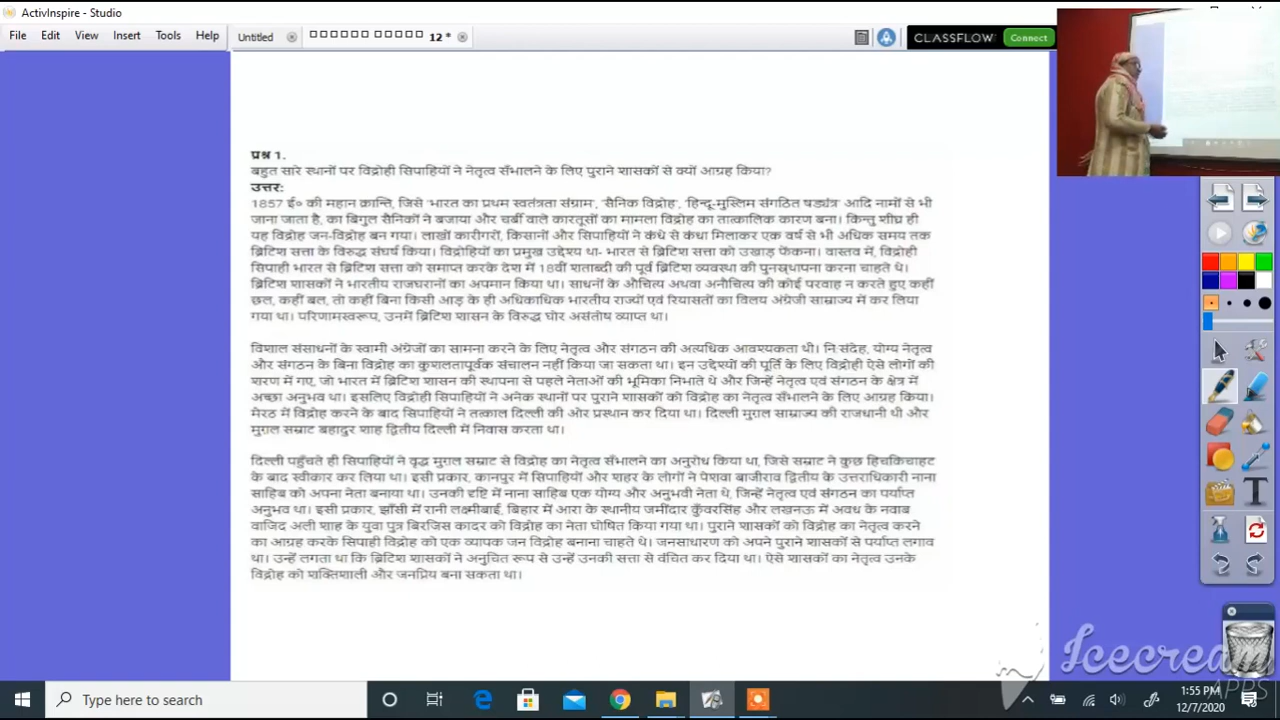 ActivInspire - Studio
File Edit View Insert Tools Help
Untitled
12 *
CLASSFLOW
Connect
प्रश्न 1.
बहुत सारे स्थानों पर विद्रोही सिपाहियों ने नेतृत्व सँभालने के लिए पुराने शासकों से क्यों आग्रह किया?
उत्तर:
1857 ई० की महान क्रान्ति, जिसे 'भारत का प्रथम स्वतंत्रता संग्राम', 'सैनिक विद्रोह', 'हिन्दू-मुस्लिम संगठित षड्यंत्र' आदि नामों से भी
जाना जाता है, का बिगुल सैनिकों ने बजाया और चर्बी वाले कारतूसों का मामला विद्रोह का तात्कालिक कारण बना। किन्तु शीघ्र ही
यह विद्रोह जन-विद्रोह बन गया। लाखों कारीगरों, किसानों और सिपाहियों ने कंधे से कंधा मिलाकर एक वर्ष से भी अधिक समय तक
ब्रिटिश सत्ता के विरुद्ध संघर्ष किया। विद्रोहियों का प्रमुख उद्देश्य था- भारत से ब्रिटिश सत्ता को उखाड़ फेंकना। वास्तव में, विद्रोही
सिपाही भारत से ब्रिटिश सत्ता को समाप्त करके देश में 18वीं शताब्दी की पूर्व ब्रिटिश व्यवस्था की पुनर्स्थापना करना चाहते थे।
ब्रिटिश शासकों ने भारतीय राजघरानों का अपमान किया था। साधनों के औचित्य अथवा अनौचित्य की कोई परवाह न करते हुए कहीं
छल, कहीं बल, तो कहीं बिना किसी आड़ के ही अधिकाधिक भारतीय राज्यों एवं रियासतों का विलय अंग्रेजी साम्राज्य में कर लिया
गया था। परिणामस्वरूप, उनमें ब्रिटिश शासन के विरुद्ध घोर असंतोष व्याप्त था।
विशाल संसाधनों के स्वामी अंग्रेजों का सामना करने के लिए नेतृत्व और संगठन की अत्यधिक आवश्यकता थी। नि:संदेह, योग्य नेतृत्व
और संगठन के बिना विद्रोह का कुशलतापूर्वक संचालन नहीं किया जा सकता था। इन उद्देश्यों की पूर्ति के लिए विद्रोही ऐसे लोगों की
शरण में गए, जो भारत में ब्रिटिश शासन की स्थापना से पहले नेताओं की भूमिका निभाते थे और जिन्हें नेतृत्व एवं संगठन के क्षेत्र में
अच्छा अनुभव था। इसलिए विद्रोही सिपाहियों ने अनेक स्थानों पर पुराने शासकों को विद्रोह का नेतृत्व सँभालने के लिए आग्रह किया।
मेरठ में विद्रोह करने के बाद सिपाहियों ने तत्काल दिल्ली की ओर प्रस्थान कर दिया था। दिल्ली मुग़ल साम्राज्य की राजधानी थी और
मुग़ल सम्राट बहादुर शाह द्वितीय दिल्ली में निवास करता था।
दिल्ली पहुँचते ही सिपाहियों ने वृद्ध मुग़ल सम्राट से विद्रोह का नेतृत्व सँभालने का अनुरोध किया था, जिसे सम्राट ने कुछ हिचकिचाहट
के बाद स्वीकार कर लिया था। इसी प्रकार, कानपुर में सिपाहियों और शहर के लोगों ने पेशवा बाजीराव द्वितीय के उत्तराधिकारी नाना
साहिब को अपना नेता बनाया था। उनकी दृष्टि में नाना साहिब एक योग्य और अनुभवी नेता थे, जिन्हें नेतृत्व एवं संगठन का पर्याप्त
अनुभव था। इसी प्रकार, झाँसी में रानी लक्ष्मीबाई, बिहार में आरा के स्थानीय जमींदार कुँवरसिंह और लखनऊ में अवध के नवाब
वाजिद अली शाह के युवा पुत्र बिरजिस कादर को विद्रोह का नेता घोषित किया गया था। पुराने शासकों को विद्रोह का नेतृत्व करने
का आग्रह करके सिपाही विद्रोह को एक व्यापक जन विद्रोह बनाना चाहते थे। जनसाधारण को अपने पुराने शासकों से पर्याप्त लगाव
था। उन्हें लगता था कि ब्रिटिश शासकों ने अनुचित रूप से उन्हें उनकी सत्ता से वंचित कर दिया था। ऐसे शासकों का नेतृत्व उनके
विद्रोह को शक्तिशाली और जनप्रिय बना सकता था।
Icecream
APPS
Type here to search
1:55 PM
12/7/2020